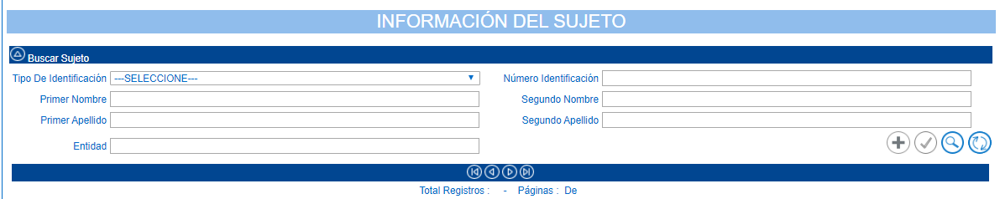 INFORMACIÓN DEL SUJETO
Buscar Sujeto
Tipo De Identificación ---SELECCIONE--- Número Identificación
Primer Nombre Segundo Nombre
Primer Apellido Segundo Apellido
Entidad
Total Registros : - Páginas : De